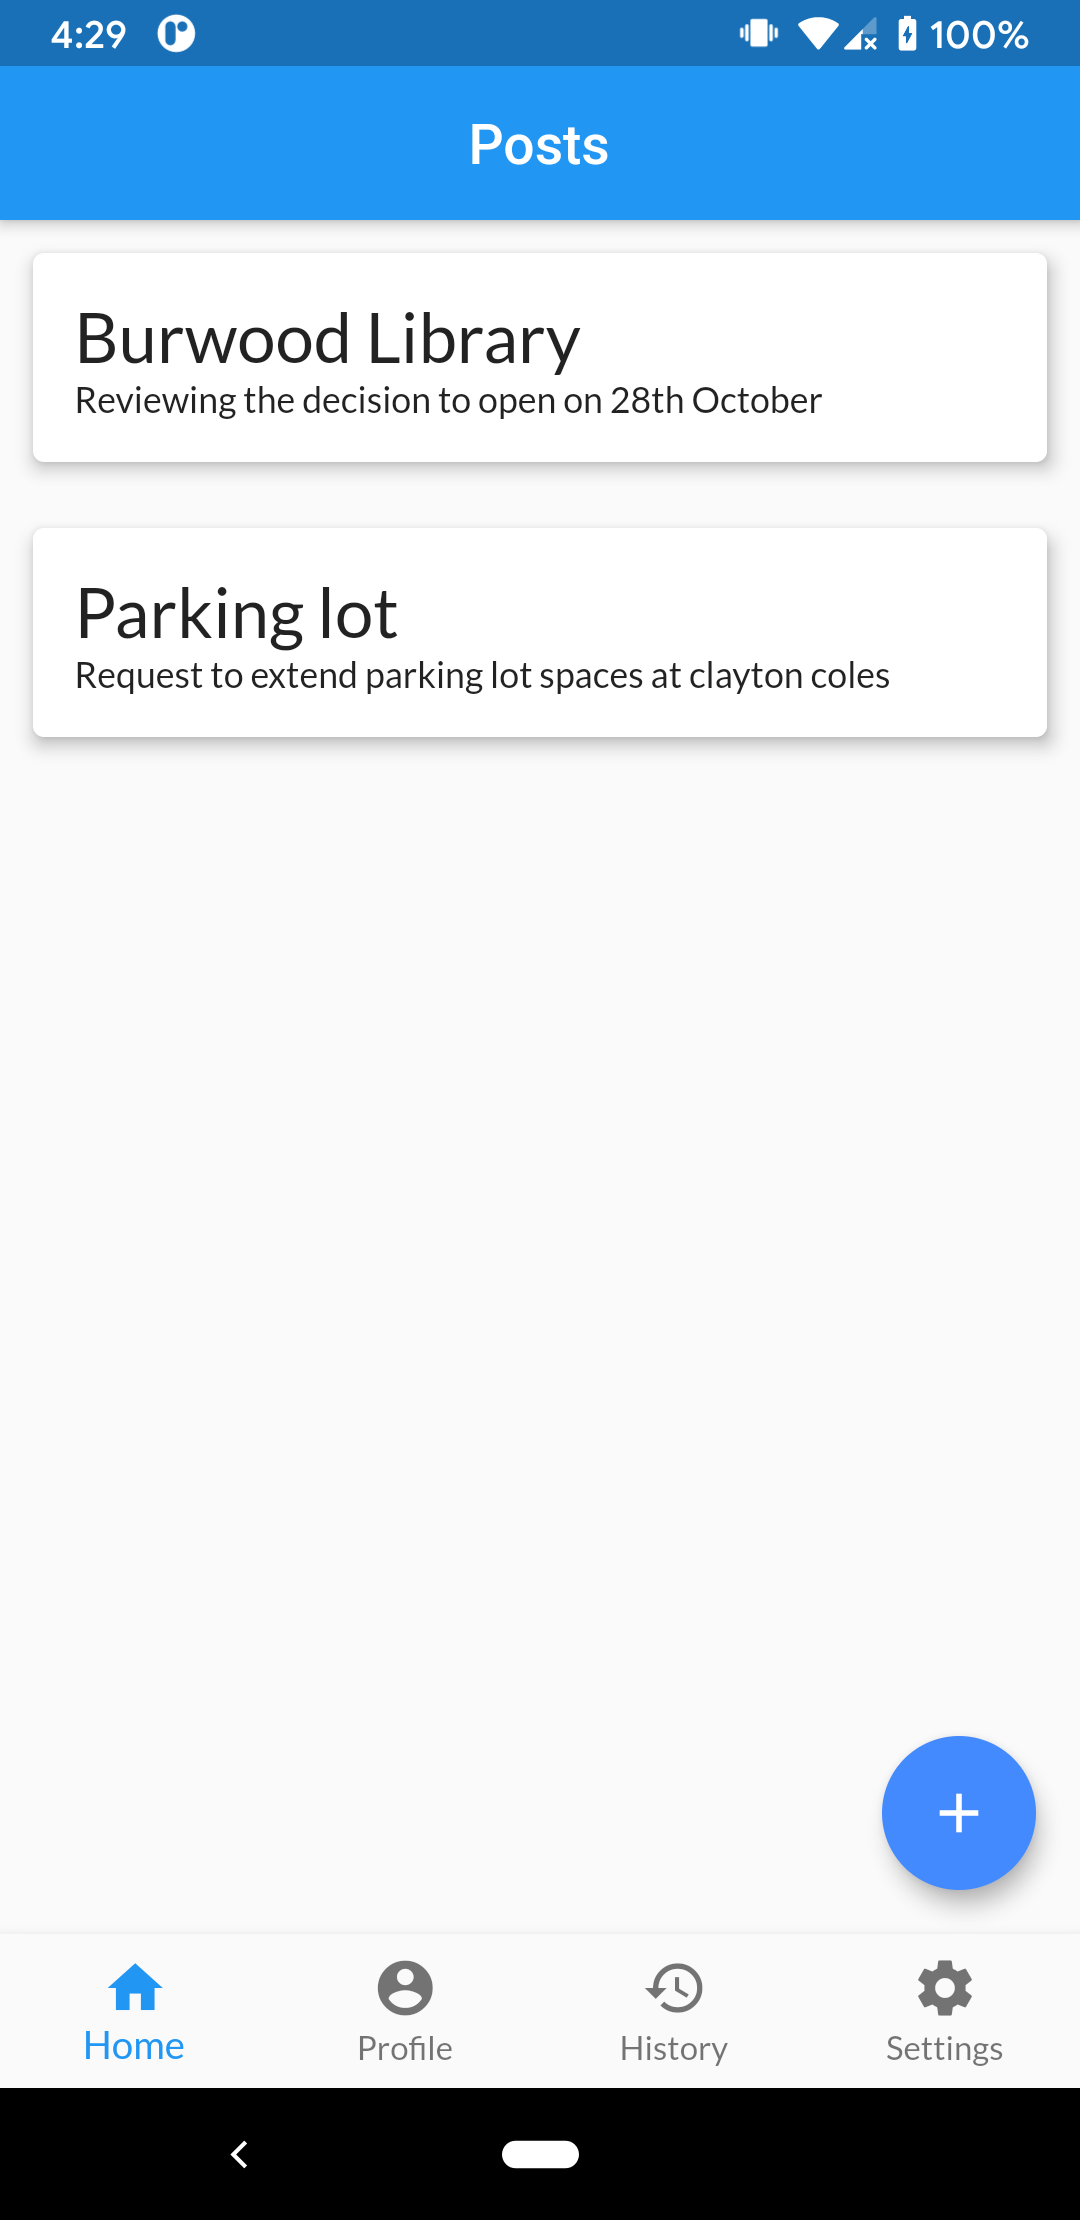 4:29 100%
Posts
Burwood Library
Reviewing the decision to open on 28th October
Parking lot
Request to extend parking lot spaces at clayton coles
Home Profile History Settings